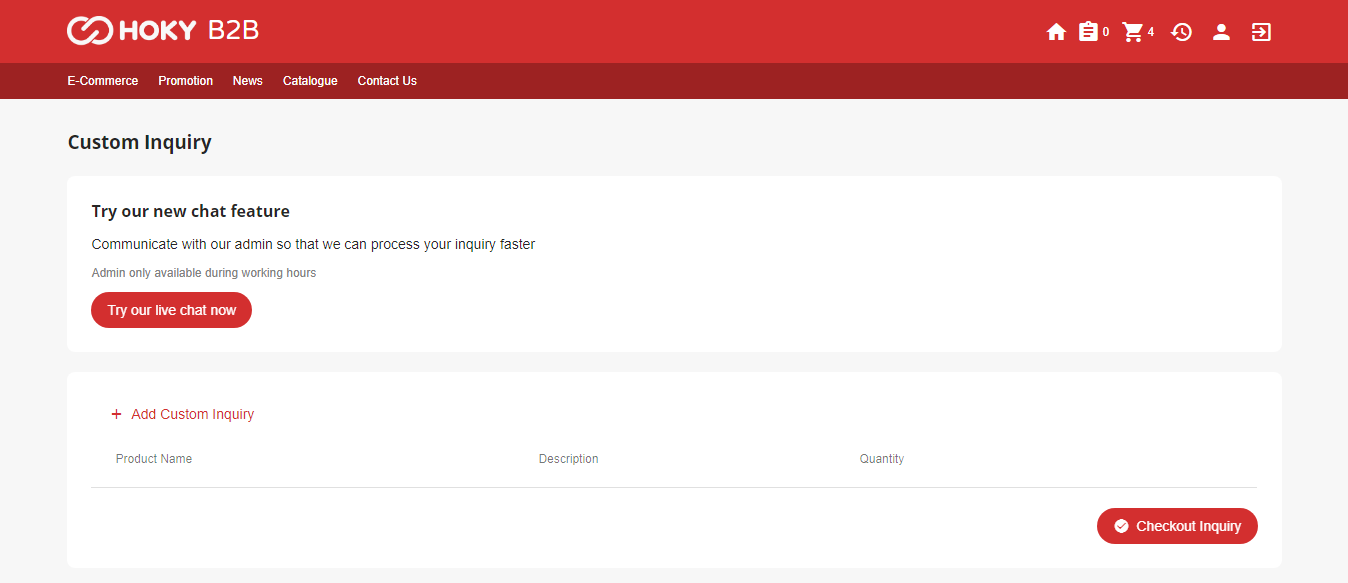 HOKY B2B
0
4
E-Commerce Promotion News Catalogue Contact Us
Custom Inquiry
Try our new chat feature
Communicate with our admin so that we can process your inquiry faster
Admin only available during working hours
Try our live chat now
+ Add Custom Inquiry
Product Name Description Quantity
Checkout Inquiry